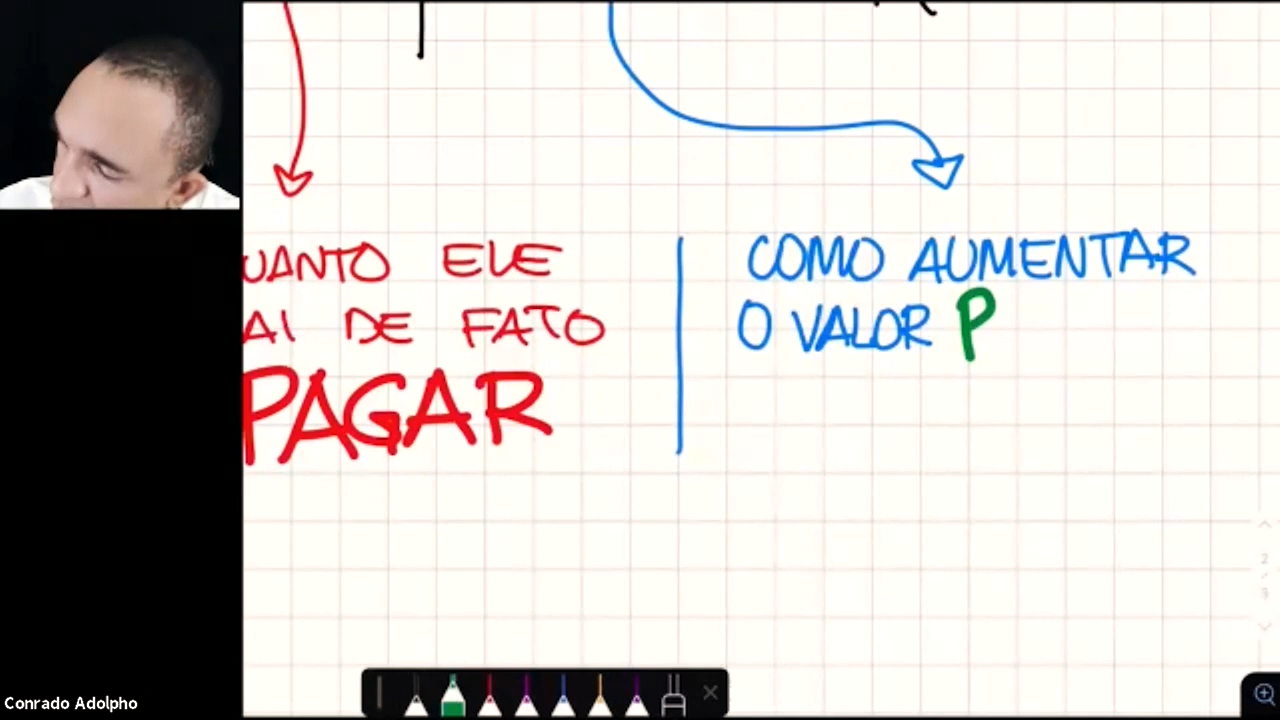 UANTO ELE
AI DE FATO
PAGAR
COMO AUMENTAR
O VALOR P
Conrado Adolpho